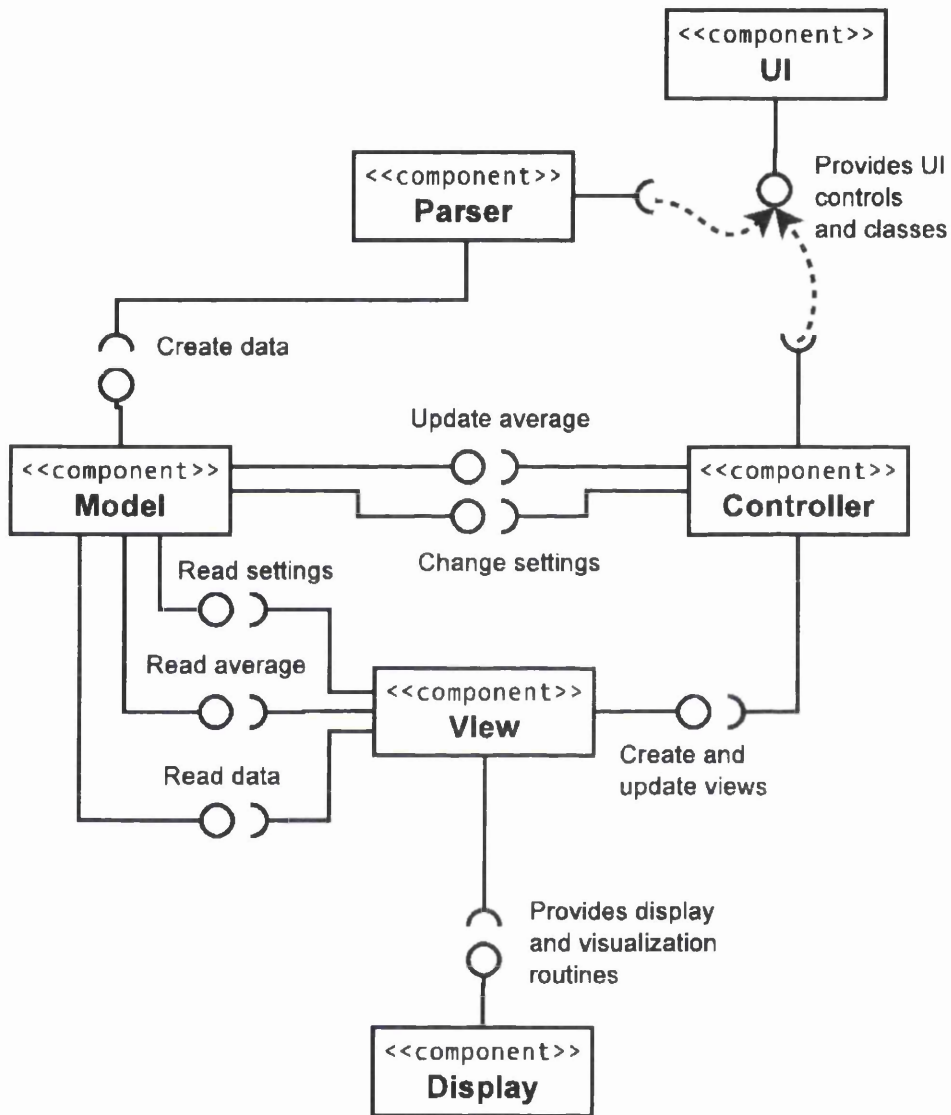 <<component>>
UI
Provides UI
controls
and classes
<<component>>
Parser
Create data
Update average
<<component>>
Model
<<component>>
Controller
Change settings
Read settings
Read average
<<component>>
View
Read data
Create and
update views
Provides display
and visualization
routines
<<component>>
Display